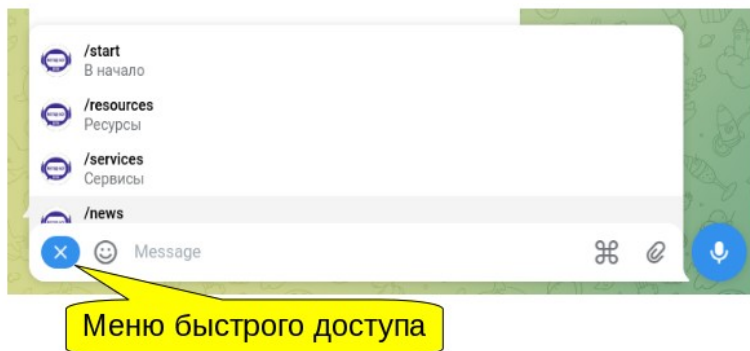 /start
В начало
/resources
Ресурсы
/services
Сервисы
/news
Message
Меню быстрого доступа